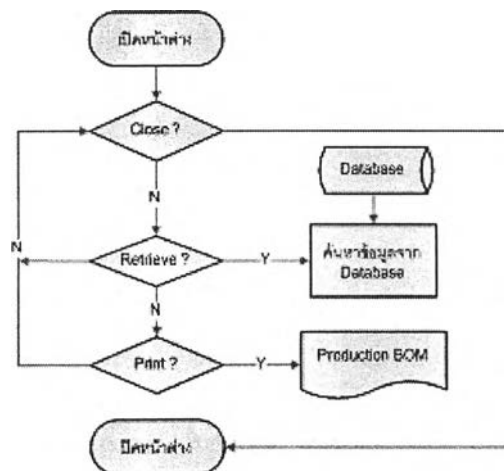 เปิดหน้าต่าง
Close ?
N
Database
N
Retrieve ?
Y
ค้นหาข้อมูลจาก
Database
N
Print ?
Y
Production BOM
ปิดหน้าต่าง